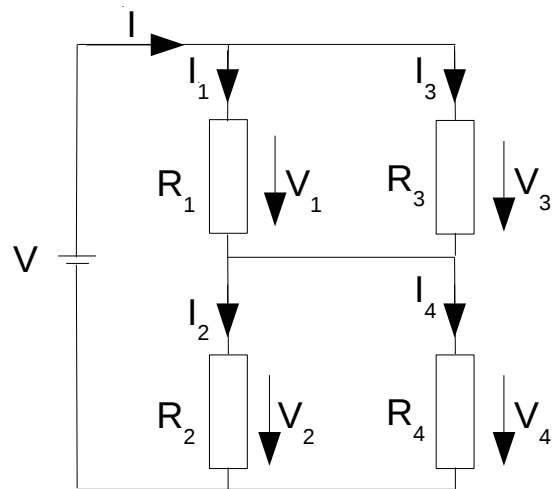 I
I₁
I₃
R₁
V₁
R₃
V₃
V
I₂
I₄
R₂
V₂
R₄
V₄